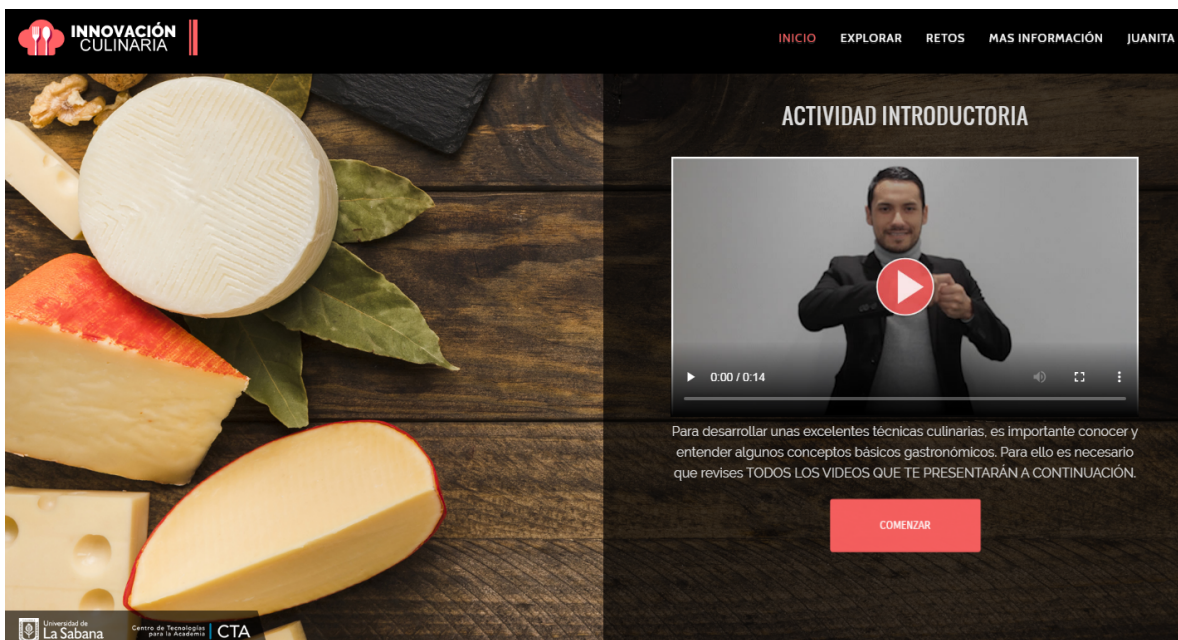 INNOVACIÓN
CULINARIA
INICIO EXPLORAR RETOS MAS INFORMACIÓN JUANITA
ACTIVIDAD INTRODUCTORIA
0:00 / 0:14
Para desarrollar unas excelentes técnicas culinarias, es importante conocer y
entender algunos conceptos básicos gastronómicos. Para ello es necesario
que revises TODOS LOS VIDEOS QUE TE PRESENTARÁN A CONTINUACIÓN.
COMENZAR
Universidad de
La Sabana
Centro de Tecnologías
para la Academia
CTA